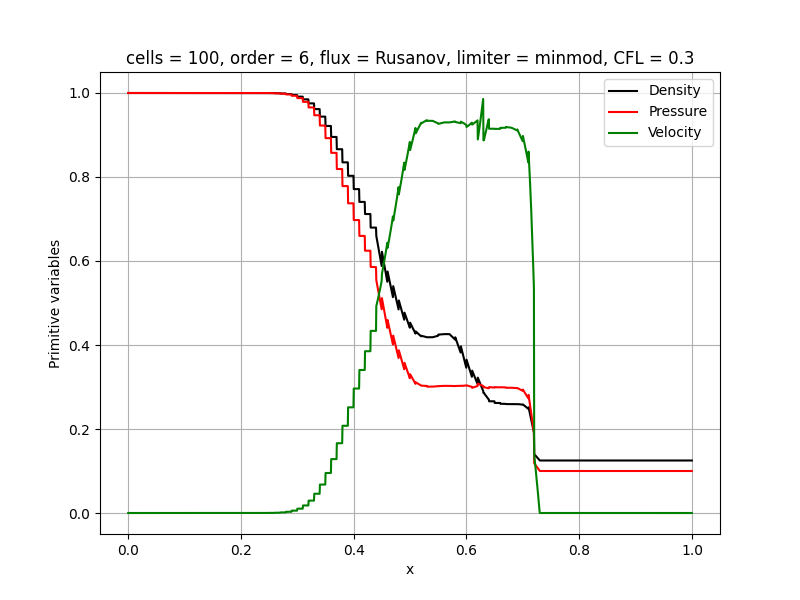 cells = 100, order = 6, flux = Rusanov, limiter = minmod, CFL = 0.3
Density
Pressure
Velocity
Primitive variables
1.0
0.8
0.6
0.4
0.2
0.0
0.0 0.2 0.4 0.6 0.8 1.0
x